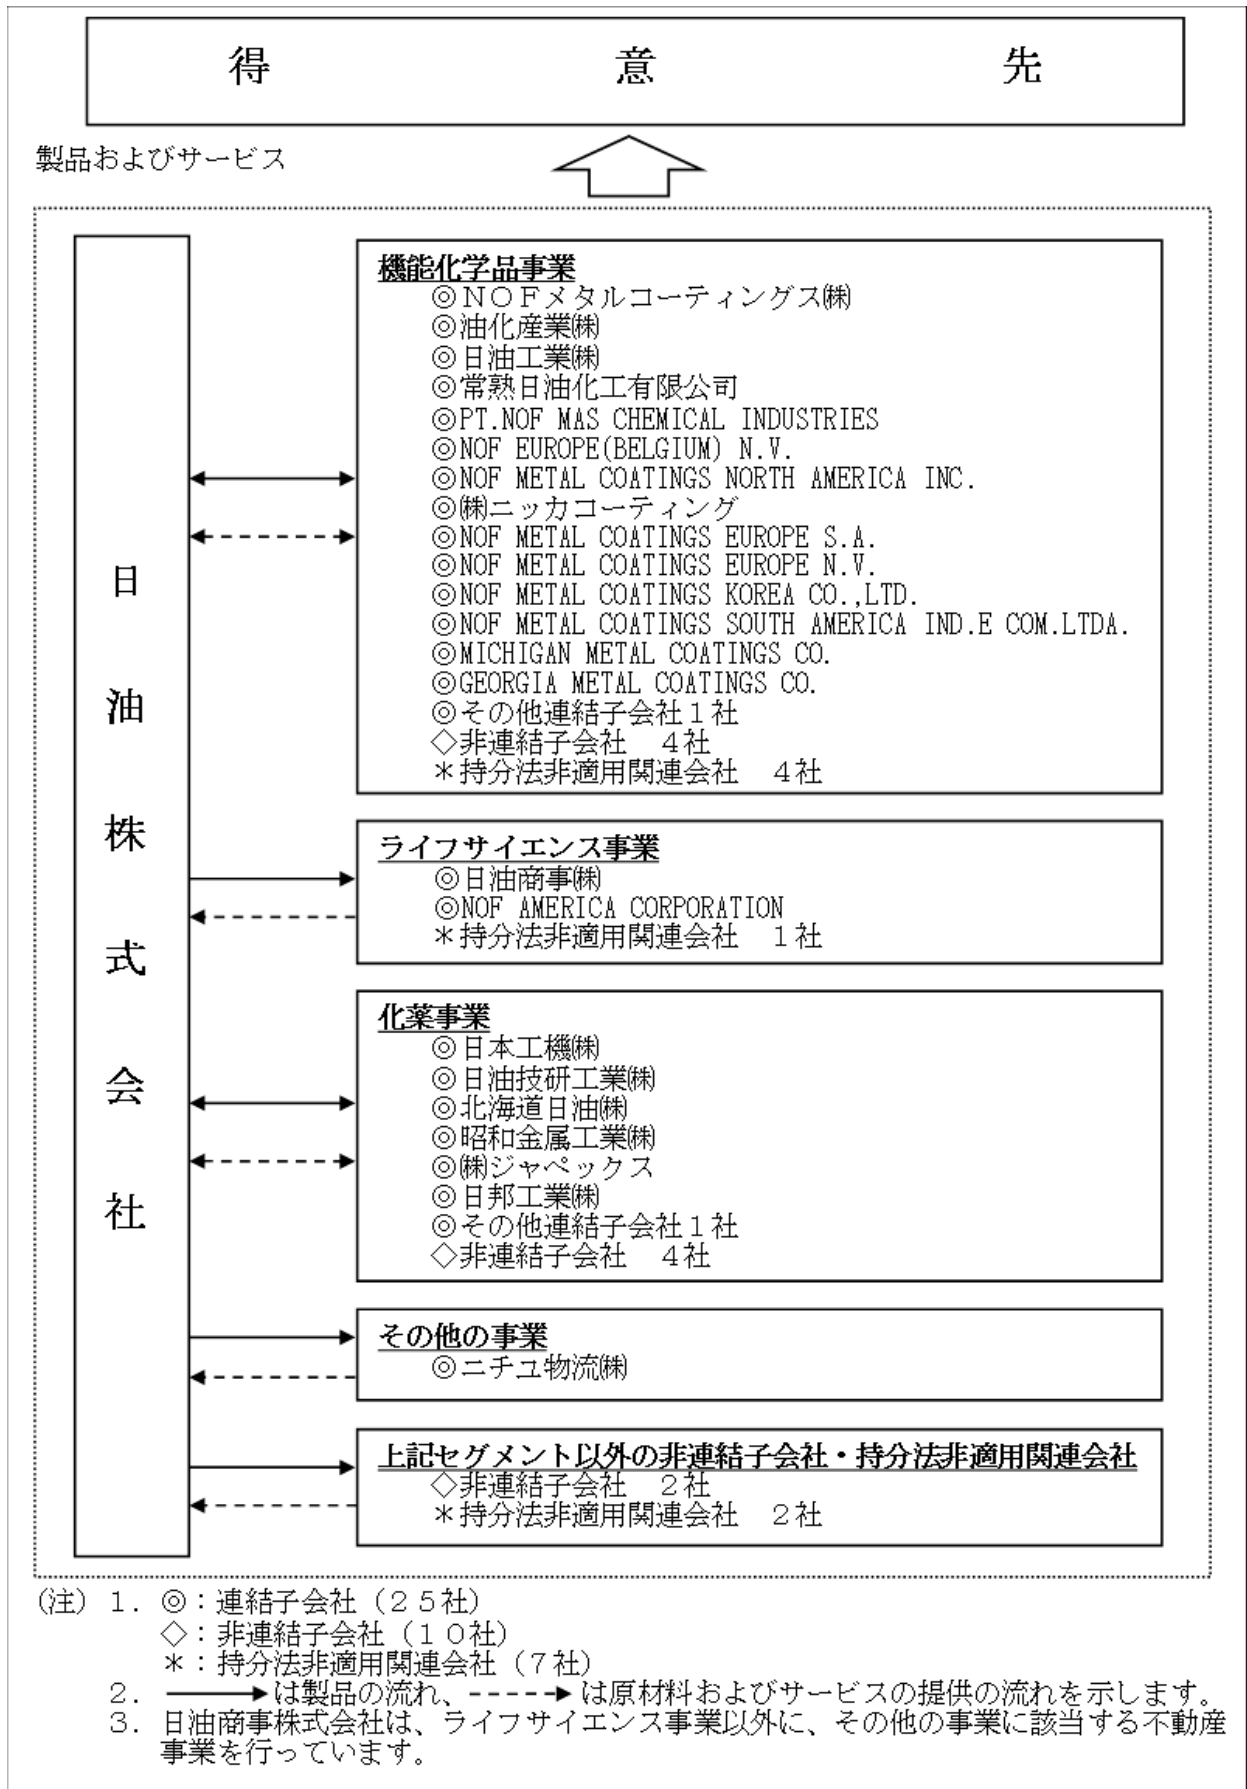 得 意 先
製品およびサービス
日油株式会社
機能化学品事業
◎ＮＯＦメタルコーティングス㈱
◎油化産業㈱
◎日油工業㈱
◎常熟日油化工有限公司
◎PT.NOF MAS CHEMICAL INDUSTRIES
◎NOF EUROPE(BELGIUM) N.V.
◎NOF METAL COATINGS NORTH AMERICA INC.
◎㈱ニッカコーティング
◎NOF METAL COATINGS EUROPE S.A.
◎NOF METAL COATINGS EUROPE N.V.
◎NOF METAL COATINGS KOREA CO.,LTD.
◎NOF METAL COATINGS SOUTH AMERICA IND.E COM.LTDA.
◎MICHIGAN METAL COATINGS CO.
◎GEORGIA METAL COATINGS CO.
◎その他連結子会社１社
◇非連結子会社　４社
＊持分法非適用関連会社　４社
ライフサイエンス事業
◎日油商事㈱
◎NOF AMERICA CORPORATION
＊持分法非適用関連会社　１社
化薬事業
◎日本工機㈱
◎日油技研工業㈱
◎北海道日油㈱
◎昭和金属工業㈱
◎㈱ジャペックス
◎日邦工業㈱
◎その他連結子会社１社
◇非連結子会社　４社
その他の事業
◎ニチユ物流㈱
上記セグメント以外の非連結子会社・持分法非適用関連会社
◇非連結子会社　２社
＊持分法非適用関連会社　２社
（注）１．◎：連結子会社（２５社）
◇：非連結子会社（１０社）
＊：持分法非適用関連会社（７社）
２．───▶は製品の流れ、-----▶は原材料およびサービスの提供の流れを示します。
３．日油商事株式会社は、ライフサイエンス事業以外に、その他の事業に該当する不動産
事業を行っています。